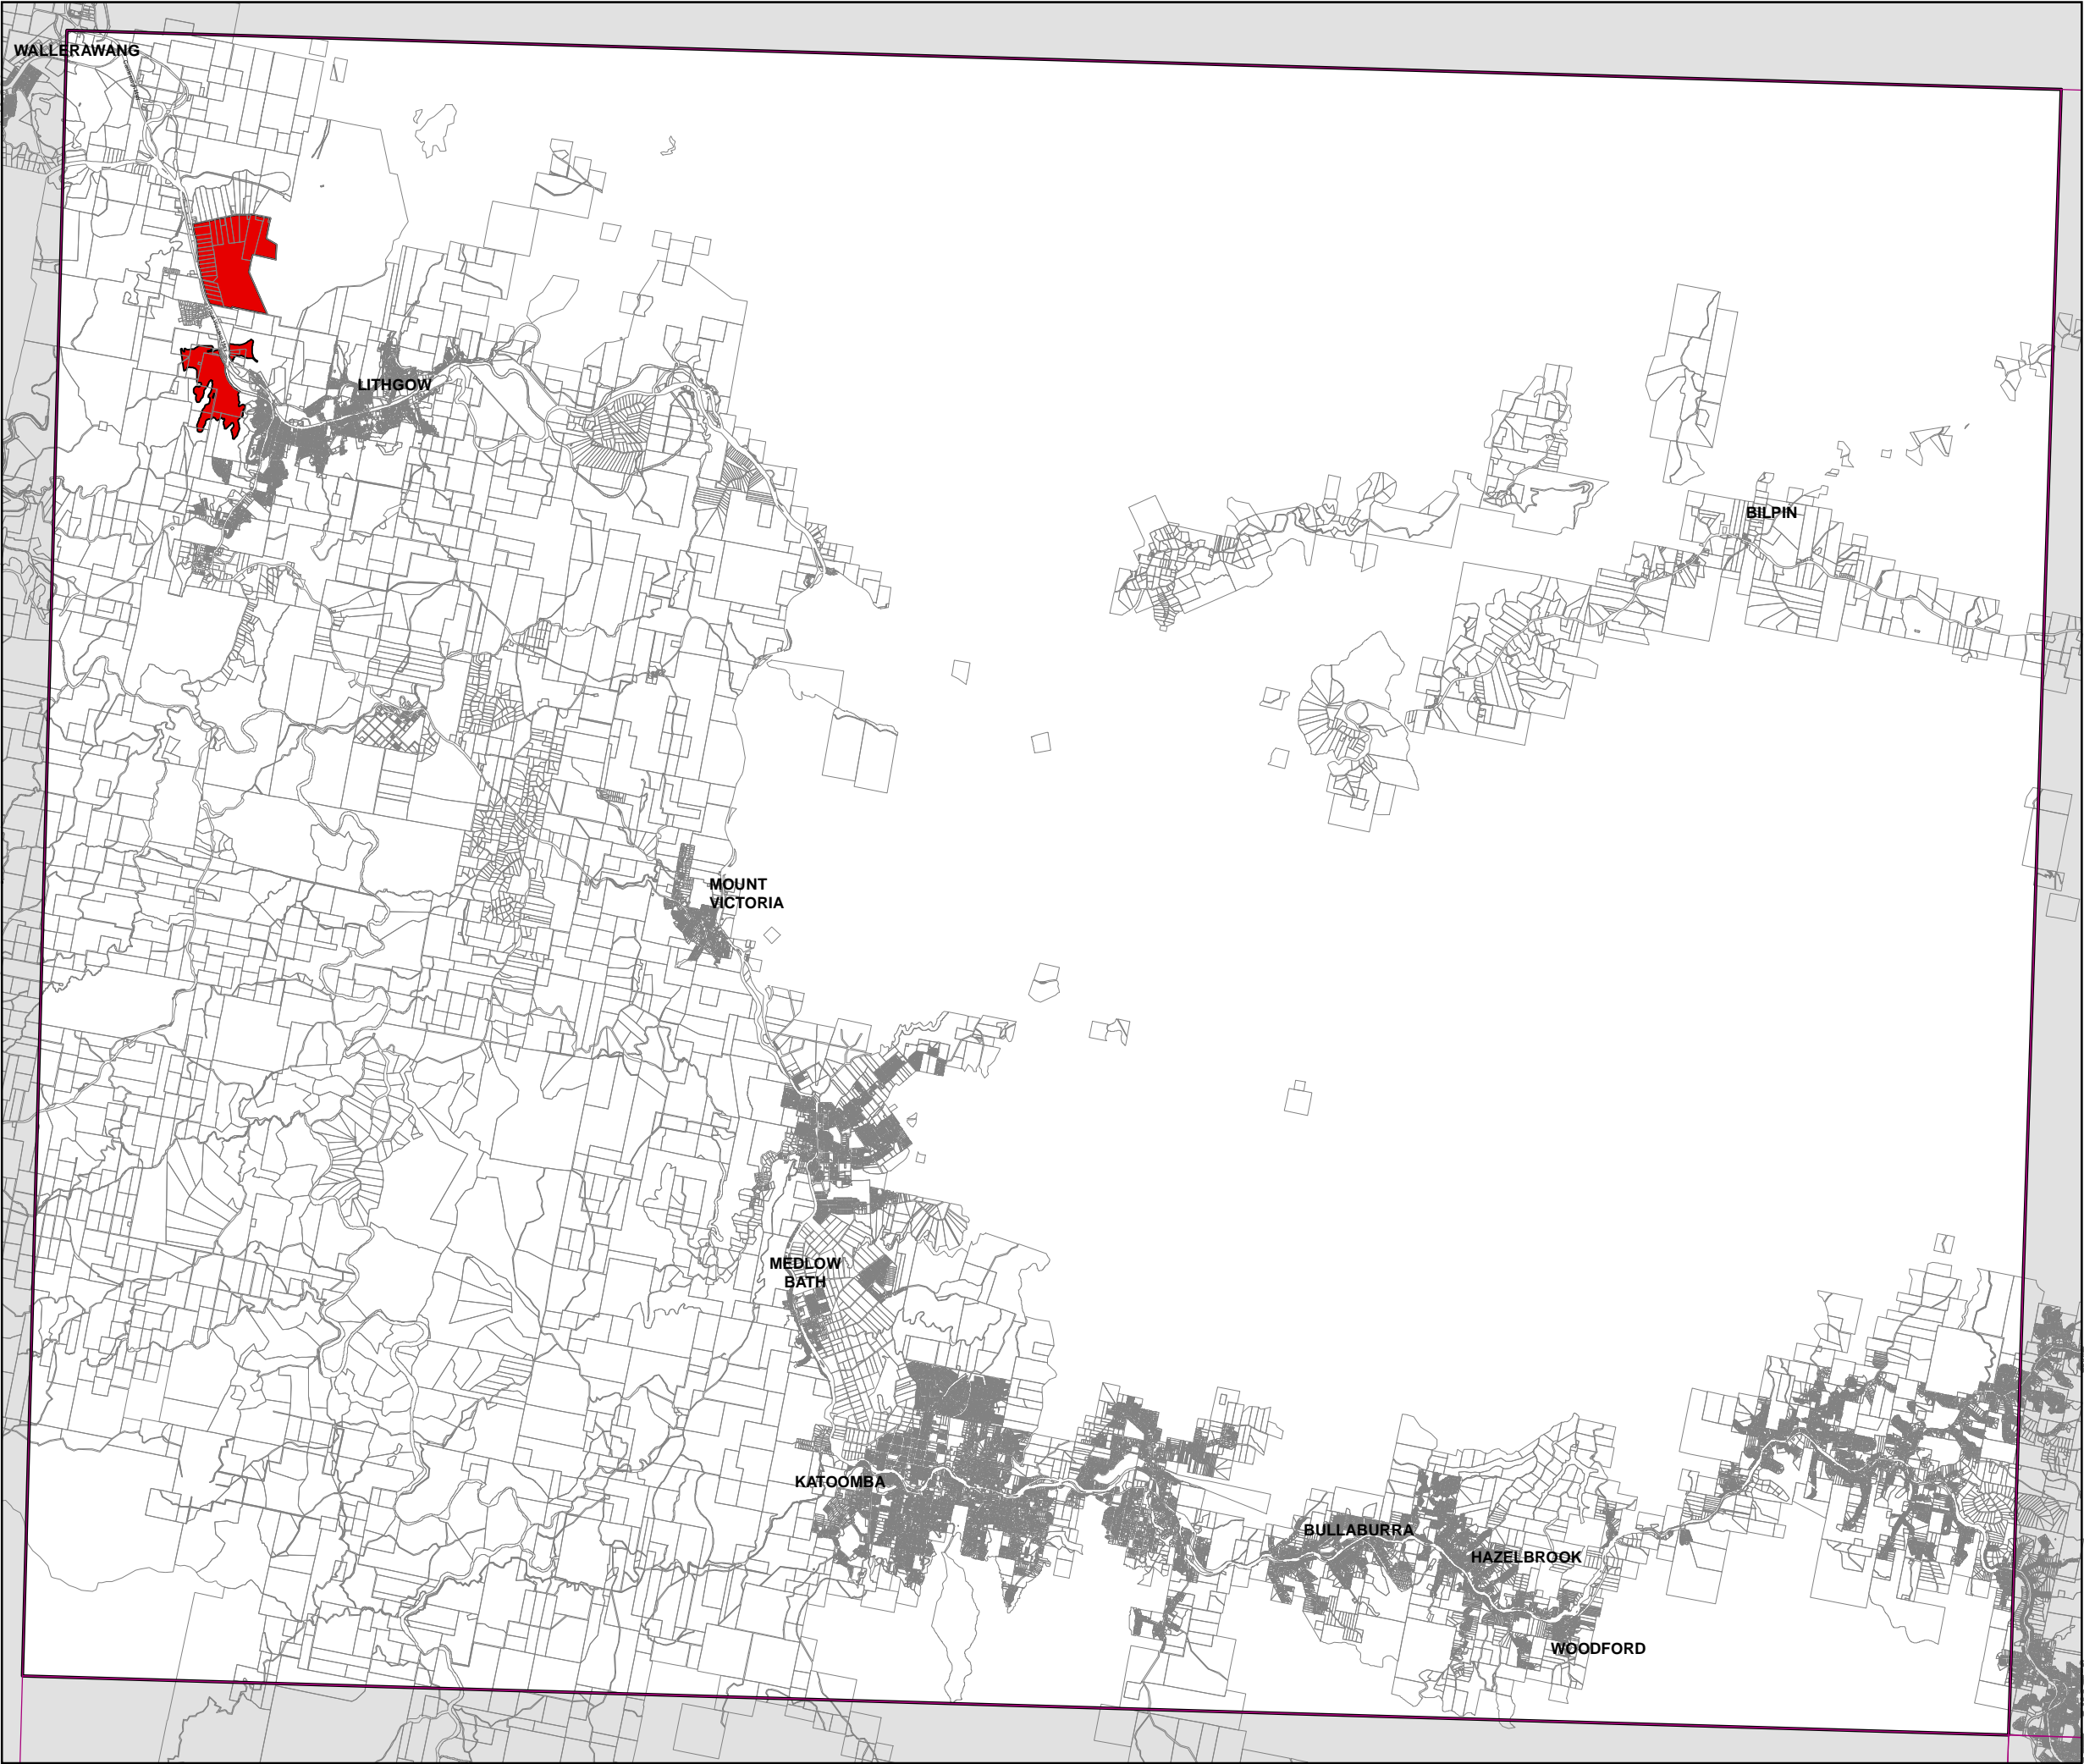 WALLERAWANG
LITHGOW
BILPIN
MOUNT
VICTORIA
MEDLOW
BATH
KATOOMBA
BULLABURRA
HAZELBROOK
WOODFORD